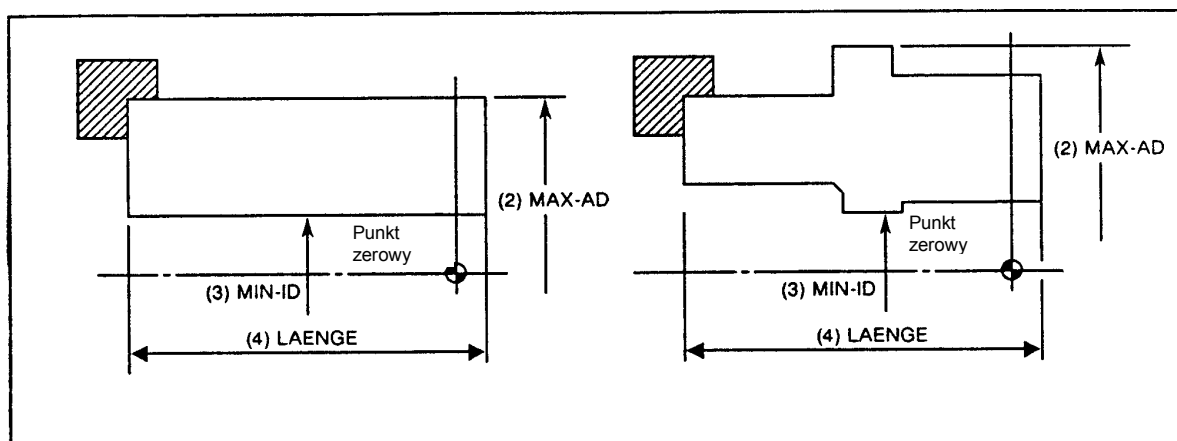 (2) MAX-AD
Punkt
zerowy
(3) MIN-ID
(4) LAENGE
(2) MAX-AD
Punkt
zerowy
(3) MIN-ID
(4) LAENGE